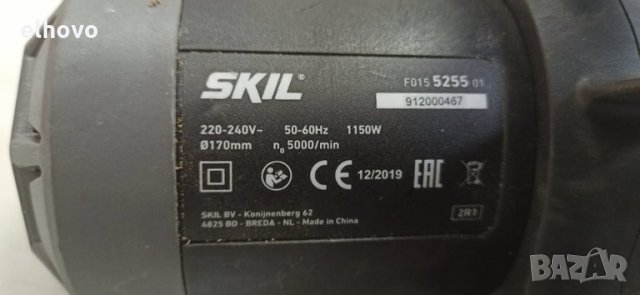 elhovo
SKIL®
F015 5255 01
912000467
220-240V~ 50-60Hz 1150W
Ø170mm n₀ 5000/min
CE 12/2019 EAC
SKIL BV - Konijnenberg 62
4825 BD - BREDA - NL - Made in China
2R1
BAZAR